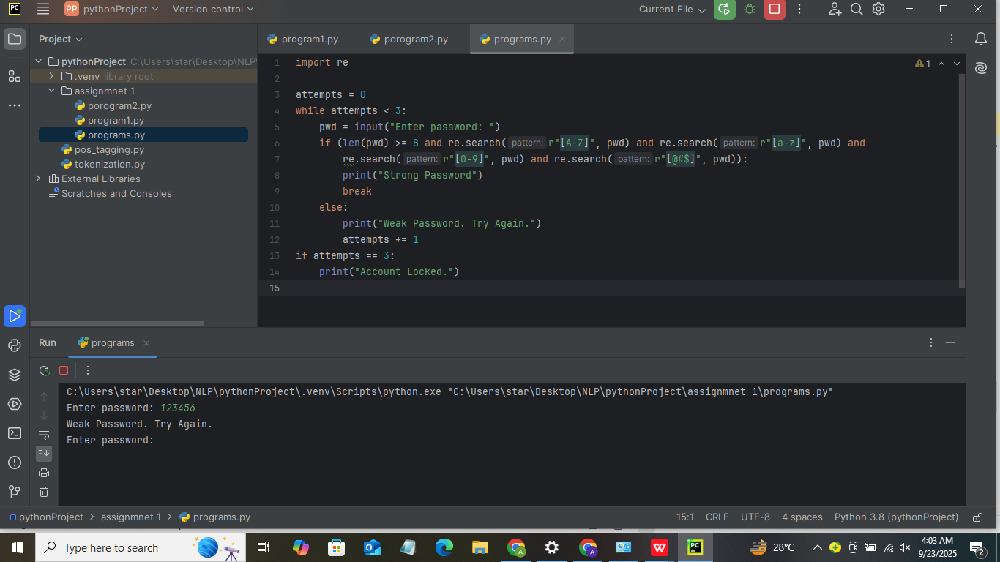 PC
PP pythonProject
Version control
Current File
Project
program1.py
porogram2.py
programs.py
pythonProject C:\Users\star\Desktop\NLP\
.venv library root
assignmnet 1
porogram2.py
program1.py
programs.py
pos_tagging.py
tokenization.py
External Libraries
Scratches and Consoles
1
1 import re
2
3 attempts = 0
4 while attempts < 3:
5 pwd = input("Enter password: ")
6 if (len(pwd) >= 8 and re.search( pattern: r"[A-Z]", pwd) and re.search( pattern: r"[a-z]", pwd) and
7 re.search( pattern: r"[0-9]", pwd) and re.search( pattern: r"[@#$]", pwd)):
8 print("Strong Password")
9 break
10 else:
11 print("Weak Password. Try Again.")
12 attempts += 1
13 if attempts == 3:
14 print("Account Locked.")
15
Run
programs
C:\Users\star\Desktop\NLP\pythonProject\.venv\Scripts\python.exe "C:\Users\star\Desktop\NLP\pythonProject\assignmnet 1\programs.py"
Enter password: 123456
Weak Password. Try Again.
Enter password:
pythonProject > assignmnet 1 > programs.py
15:1 CRLF UTF-8 4 spaces Python 3.8 (pythonProject)
Type here to search
A
A
W
PC
28°C
4:03 AM
9/23/2025
2